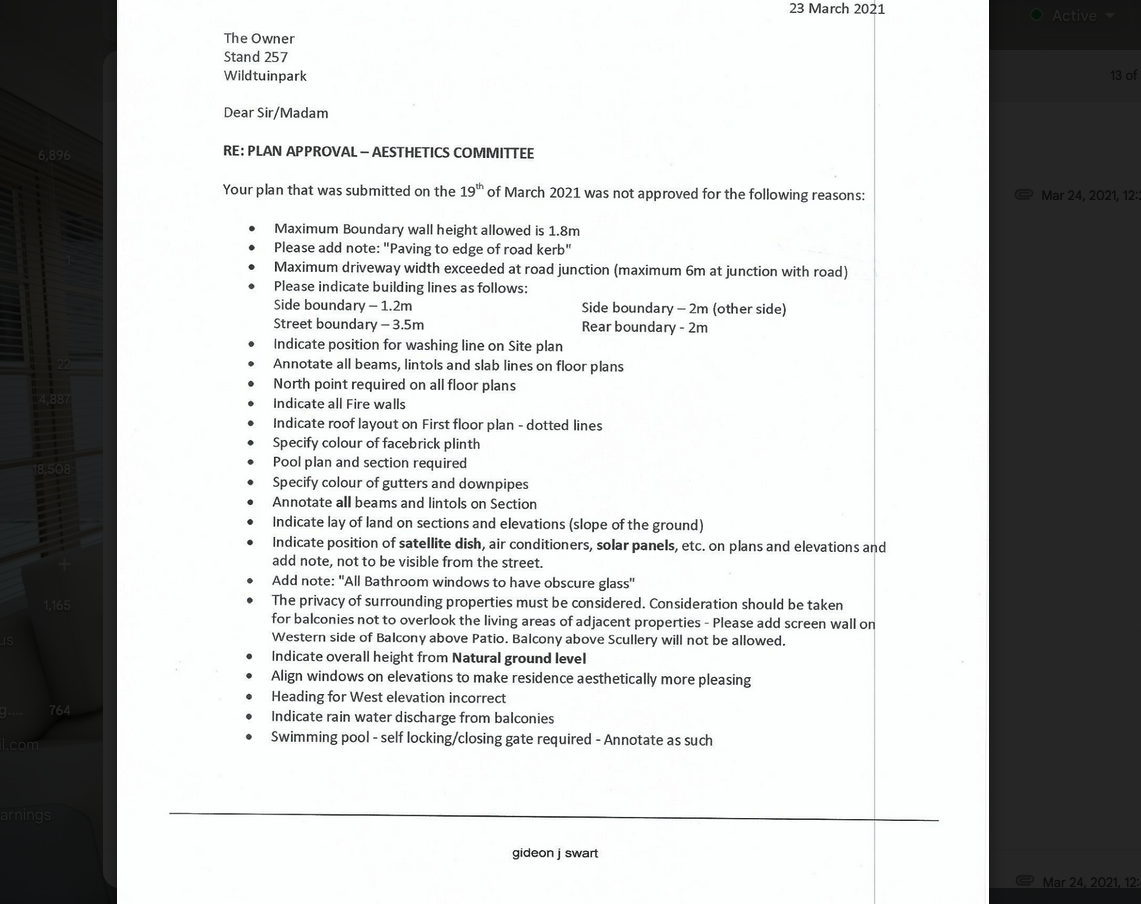 23 March 2021
Active
The Owner
Stand 257
Wildtuinpark
13 of
Dear Sir/Madam
RE: PLAN APPROVAL – AESTHETICS COMMITTEE
6,896
Your plan that was submitted on the 19th of March 2021 was not approved for the following reasons:
Mar 24, 2021, 12:
• Maximum Boundary wall height allowed is 1.8m
• Please add note: "Paving to edge of road kerb"
1
• Maximum driveway width exceeded at road junction (maximum 6m at junction with road)
• Please indicate building lines as follows:
Side boundary – 1.2m Side boundary – 2m (other side)
Street boundary – 3.5m Rear boundary - 2m
• Indicate position for washing line on Site plan
22
• Annotate all beams, lintols and slab lines on floor plans
• North point required on all floor plans
4,887
• Indicate all Fire walls
• Indicate roof layout on First floor plan - dotted lines
• Specify colour of facebrick plinth
18,508
• Pool plan and section required
• Specify colour of gutters and downpipes
• Annotate all beams and lintols on Section
• Indicate lay of land on sections and elevations (slope of the ground)
• Indicate position of satellite dish, air conditioners, solar panels, etc. on plans and elevations and
add note, not to be visible from the street.
• Add note: "All Bathroom windows to have obscure glass"
1,165
• The privacy of surrounding properties must be considered. Consideration should be taken
for balconies not to overlook the living areas of adjacent properties - Please add screen wall on
Western side of Balcony above Patio. Balcony above Scullery will not be allowed.
us
• Indicate overall height from Natural ground level
• Align windows on elevations to make residence aesthetically more pleasing
• Heading for West elevation incorrect
g.... 764
• Indicate rain water discharge from balconies
• Swimming pool - self locking/closing gate required - Annotate as such
l.com
arnings
gideon j swart
Mar 24, 2021, 12: